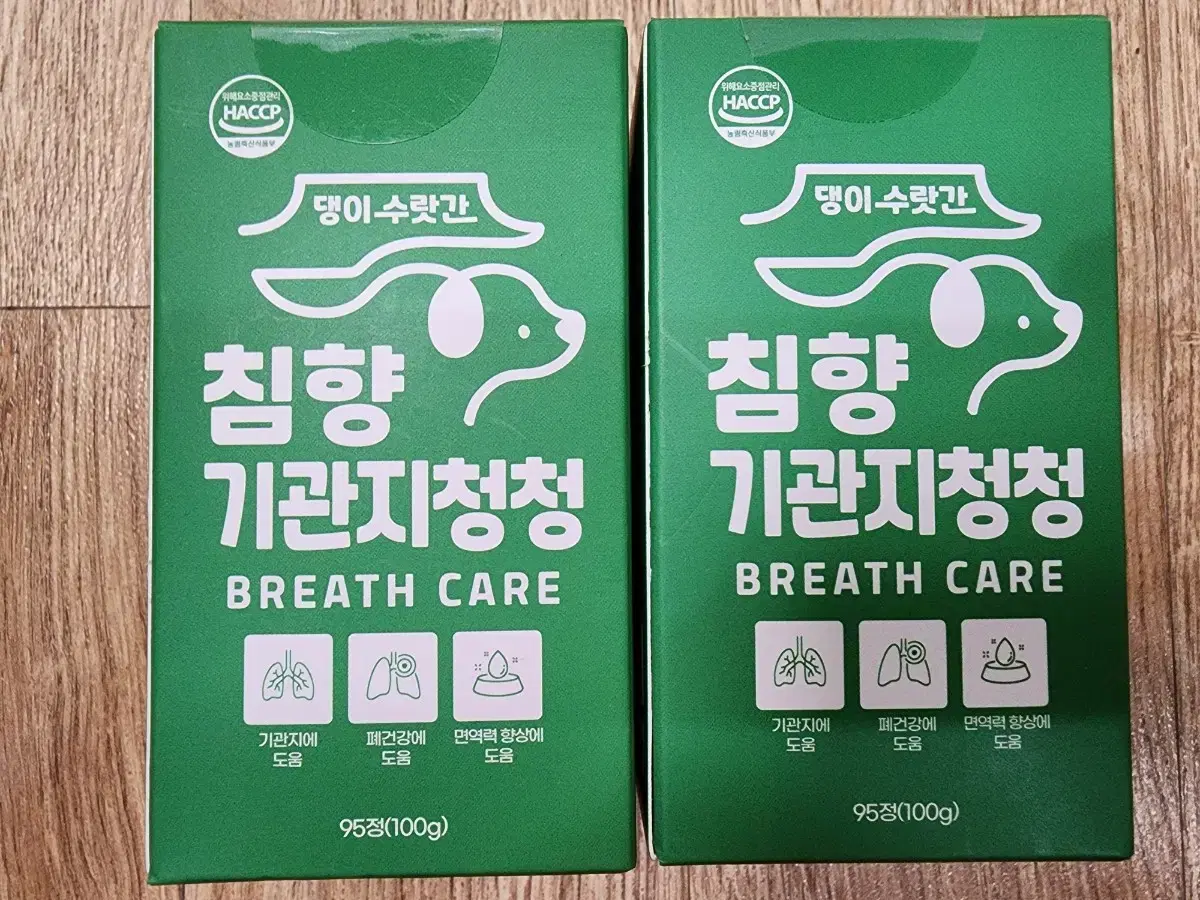 위해요소중점관리
HACCP
농림축산식품부
댕이 수랏간
침향
기관지청청
BREATH CARE
기관지에
도움
폐건강에
도움
면역력 향상에
도움
95정(100g)
위해요소중점관리
HACCP
농림축산식품부
댕이 수랏간
침향
기관지청청
BREATH CARE
기관지에
도움
폐건강에
도움
면역력 향상에
도움
95정(100g)